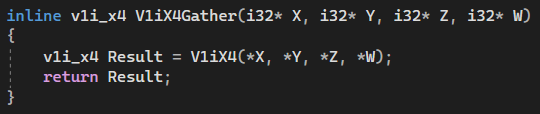 inline v1i_x4 V1iX4Gather(i32* X, i32* Y, i32* Z, i32* W)
{
    v1i_x4 Result = V1iX4(*X, *Y, *Z, *W);
    return Result;
}